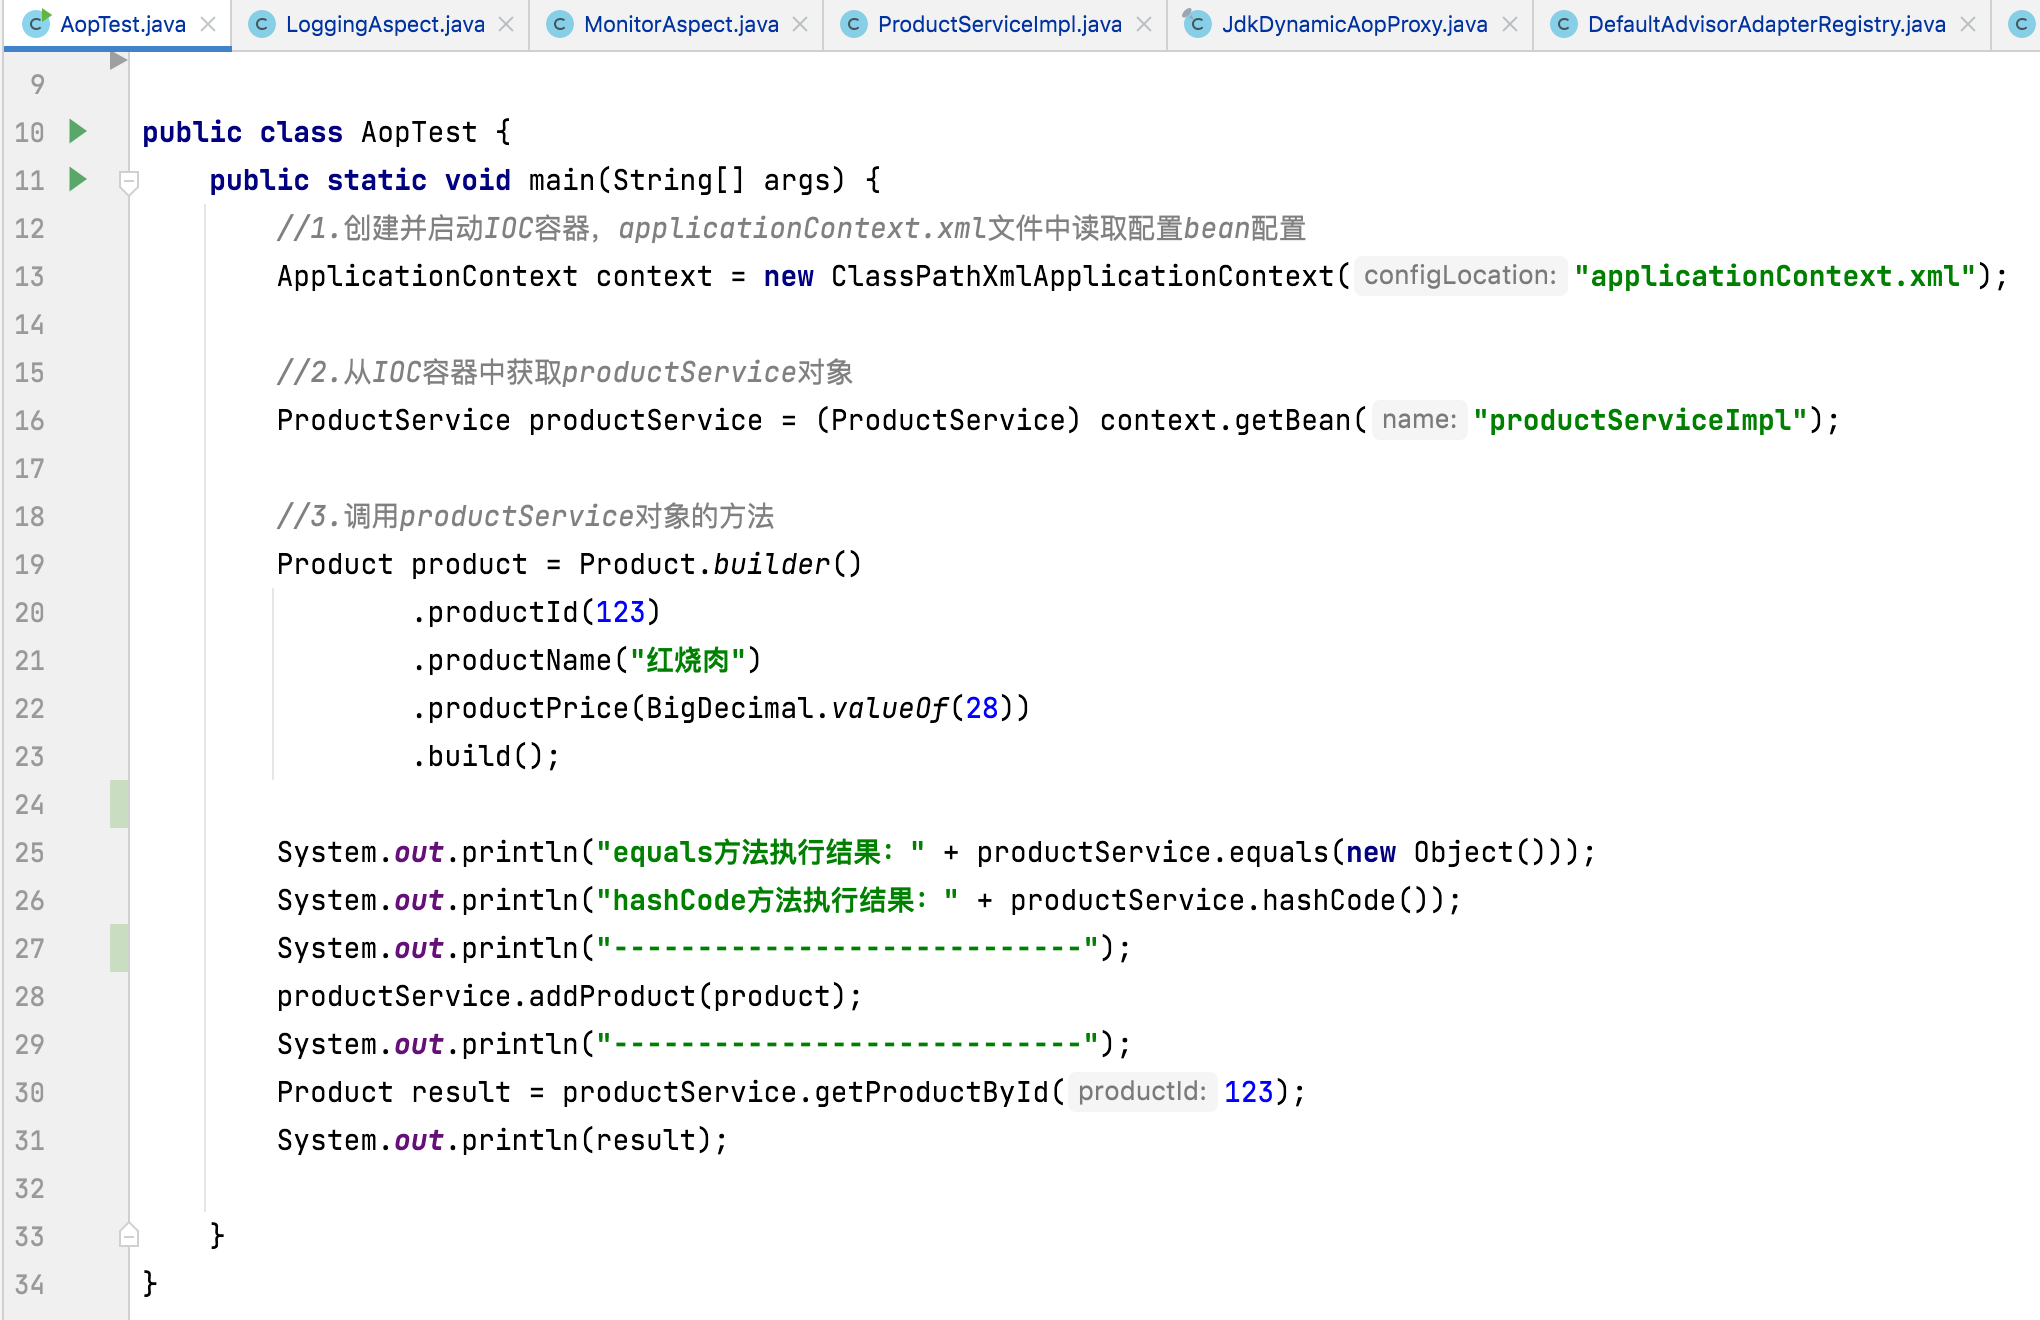 AopTest.java LoggingAspect.java MonitorAspect.java ProductServiceImpl.java JdkDynamicAopProxy.java DefaultAdvisorAdapterRegistry.java
9
10 public class AopTest {
11 public static void main(String[] args) {
12 //1.创建并启动IOC容器，applicationContext.xml文件中读取配置bean配置
13 ApplicationContext context = new ClassPathXmlApplicationContext( configLocation: "applicationContext.xml");
14
15 //2.从IOC容器中获取productService对象
16 ProductService productService = (ProductService) context.getBean( name: "productServiceImpl");
17
18 //3.调用productService对象的方法
19 Product product = Product.builder()
20 .productId(123)
21 .productName("红烧肉")
22 .productPrice(BigDecimal.valueOf(28))
23 .build();
24
25 System.out.println("equals方法执行结果：" + productService.equals(new Object()));
26 System.out.println("hashCode方法执行结果：" + productService.hashCode());
27 System.out.println("----------------------------");
28 productService.addProduct(product);
29 System.out.println("----------------------------");
30 Product result = productService.getProductById( productId: 123);
31 System.out.println(result);
32
33 }
34 }